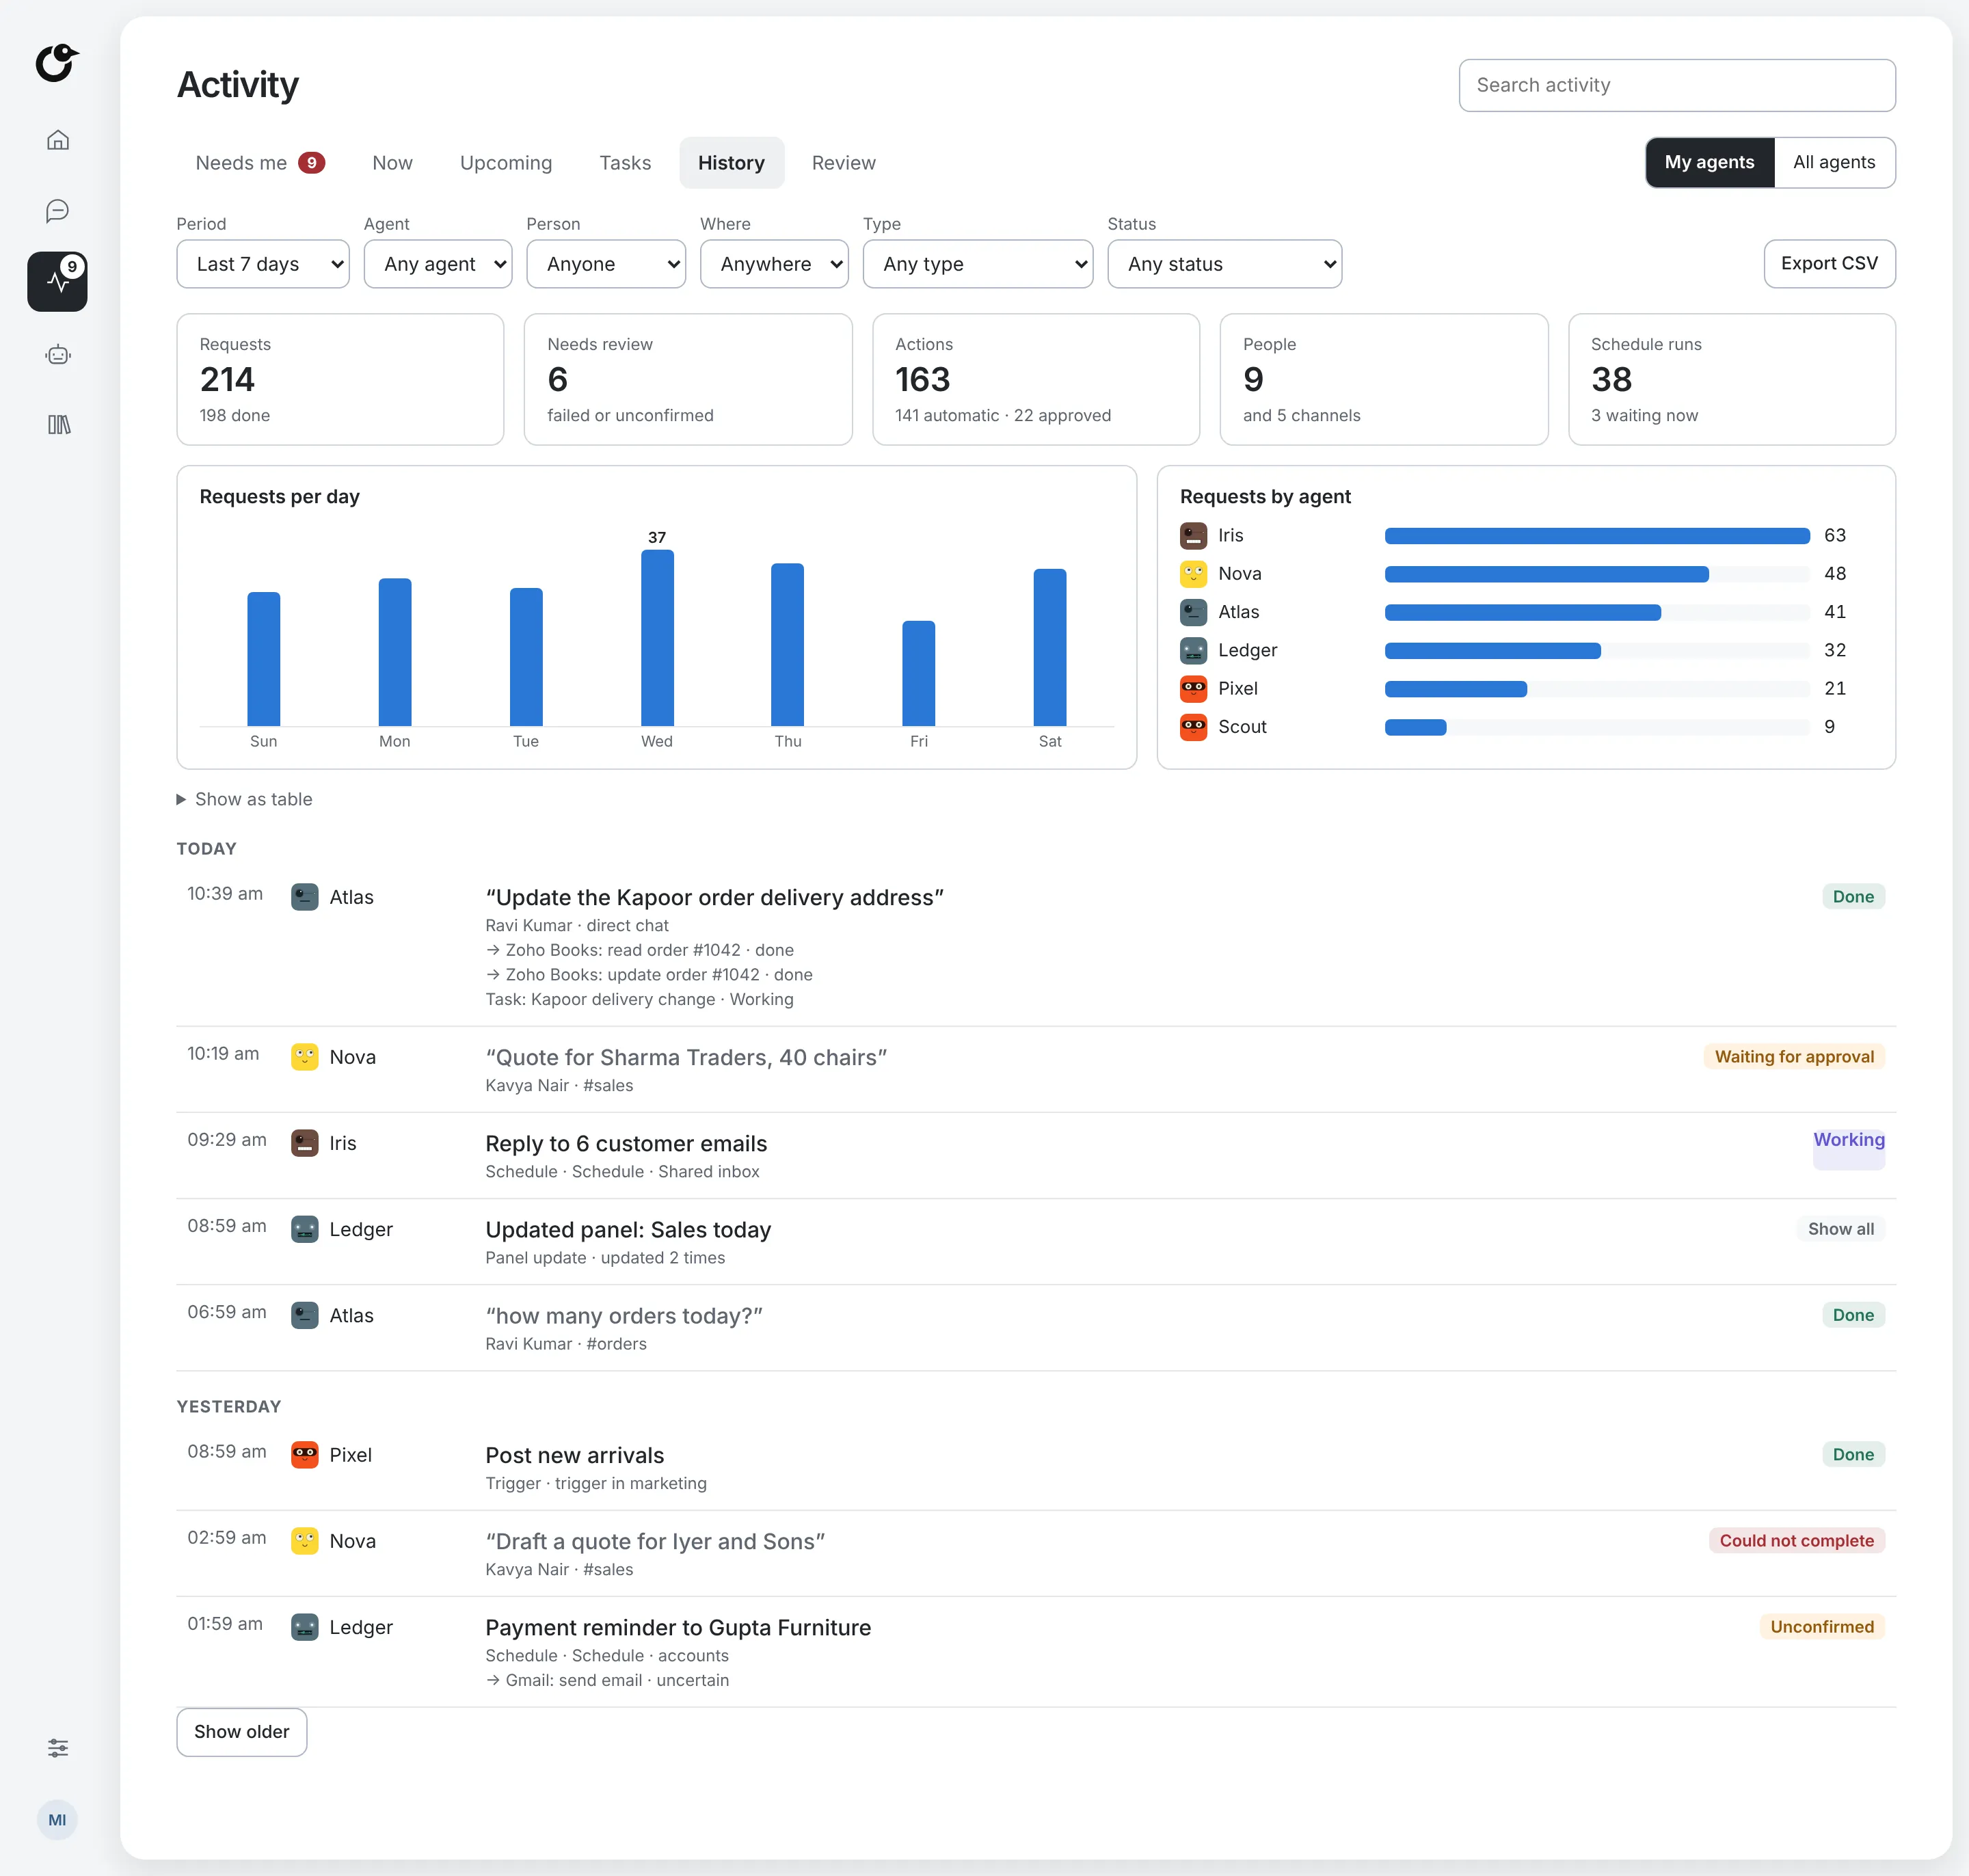 Activity
Search activity
Needs me 9
Now
Upcoming
Tasks
History
Review
My agents
All agents
9
Period
Agent
Person
Where
Type
Status
Last 7 days
Any agent
Anyone
Anywhere
Any type
Any status
Export CSV
Requests
214
198 done
Needs review
6
failed or unconfirmed
Actions
163
141 automatic · 22 approved
People
9
and 5 channels
Schedule runs
38
3 waiting now
Requests per day
37
Sun
Mon
Tue
Wed
Thu
Fri
Sat
Requests by agent
Iris 63
Nova 48
Atlas 41
Ledger 32
Pixel 21
Scout 9
Show as table
TODAY
10:39 am Atlas “Update the Kapoor order delivery address” Done
Ravi Kumar · direct chat
→ Zoho Books: read order #1042 · done
→ Zoho Books: update order #1042 · done
Task: Kapoor delivery change · Working
10:19 am Nova “Quote for Sharma Traders, 40 chairs” Waiting for approval
Kavya Nair · #sales
09:29 am Iris Reply to 6 customer emails Working
Schedule · Schedule · Shared inbox
08:59 am Ledger Updated panel: Sales today Show all
Panel update · updated 2 times
06:59 am Atlas “how many orders today?” Done
Ravi Kumar · #orders
YESTERDAY
08:59 am Pixel Post new arrivals Done
Trigger · trigger in marketing
02:59 am Nova “Draft a quote for Iyer and Sons” Could not complete
Kavya Nair · #sales
01:59 am Ledger Payment reminder to Gupta Furniture Unconfirmed
Schedule · Schedule · accounts
→ Gmail: send email · uncertain
Show older
MI